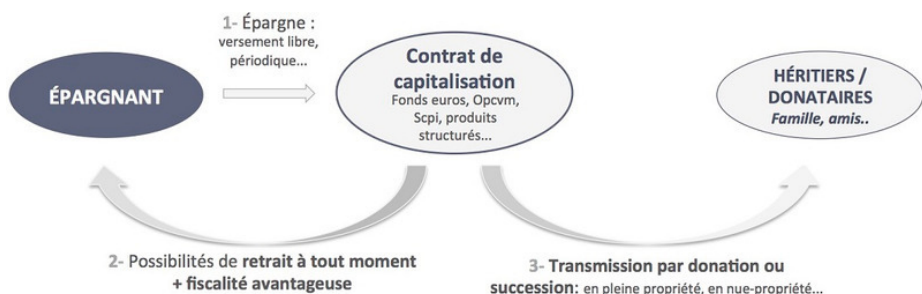 1- Épargne :
versement libre,
périodique...
ÉPARGNANT
Contrat de
capitalisation
Fonds euros, Opcvm,
Scpi, produits
structurés...
HÉRITIERS /
DONATAIRES
Famille, amis..
2- Possibilités de retrait à tout moment
+ fiscalité avantageuse
3- Transmission par donation ou
succession: en pleine propriété, en nue-propriété...